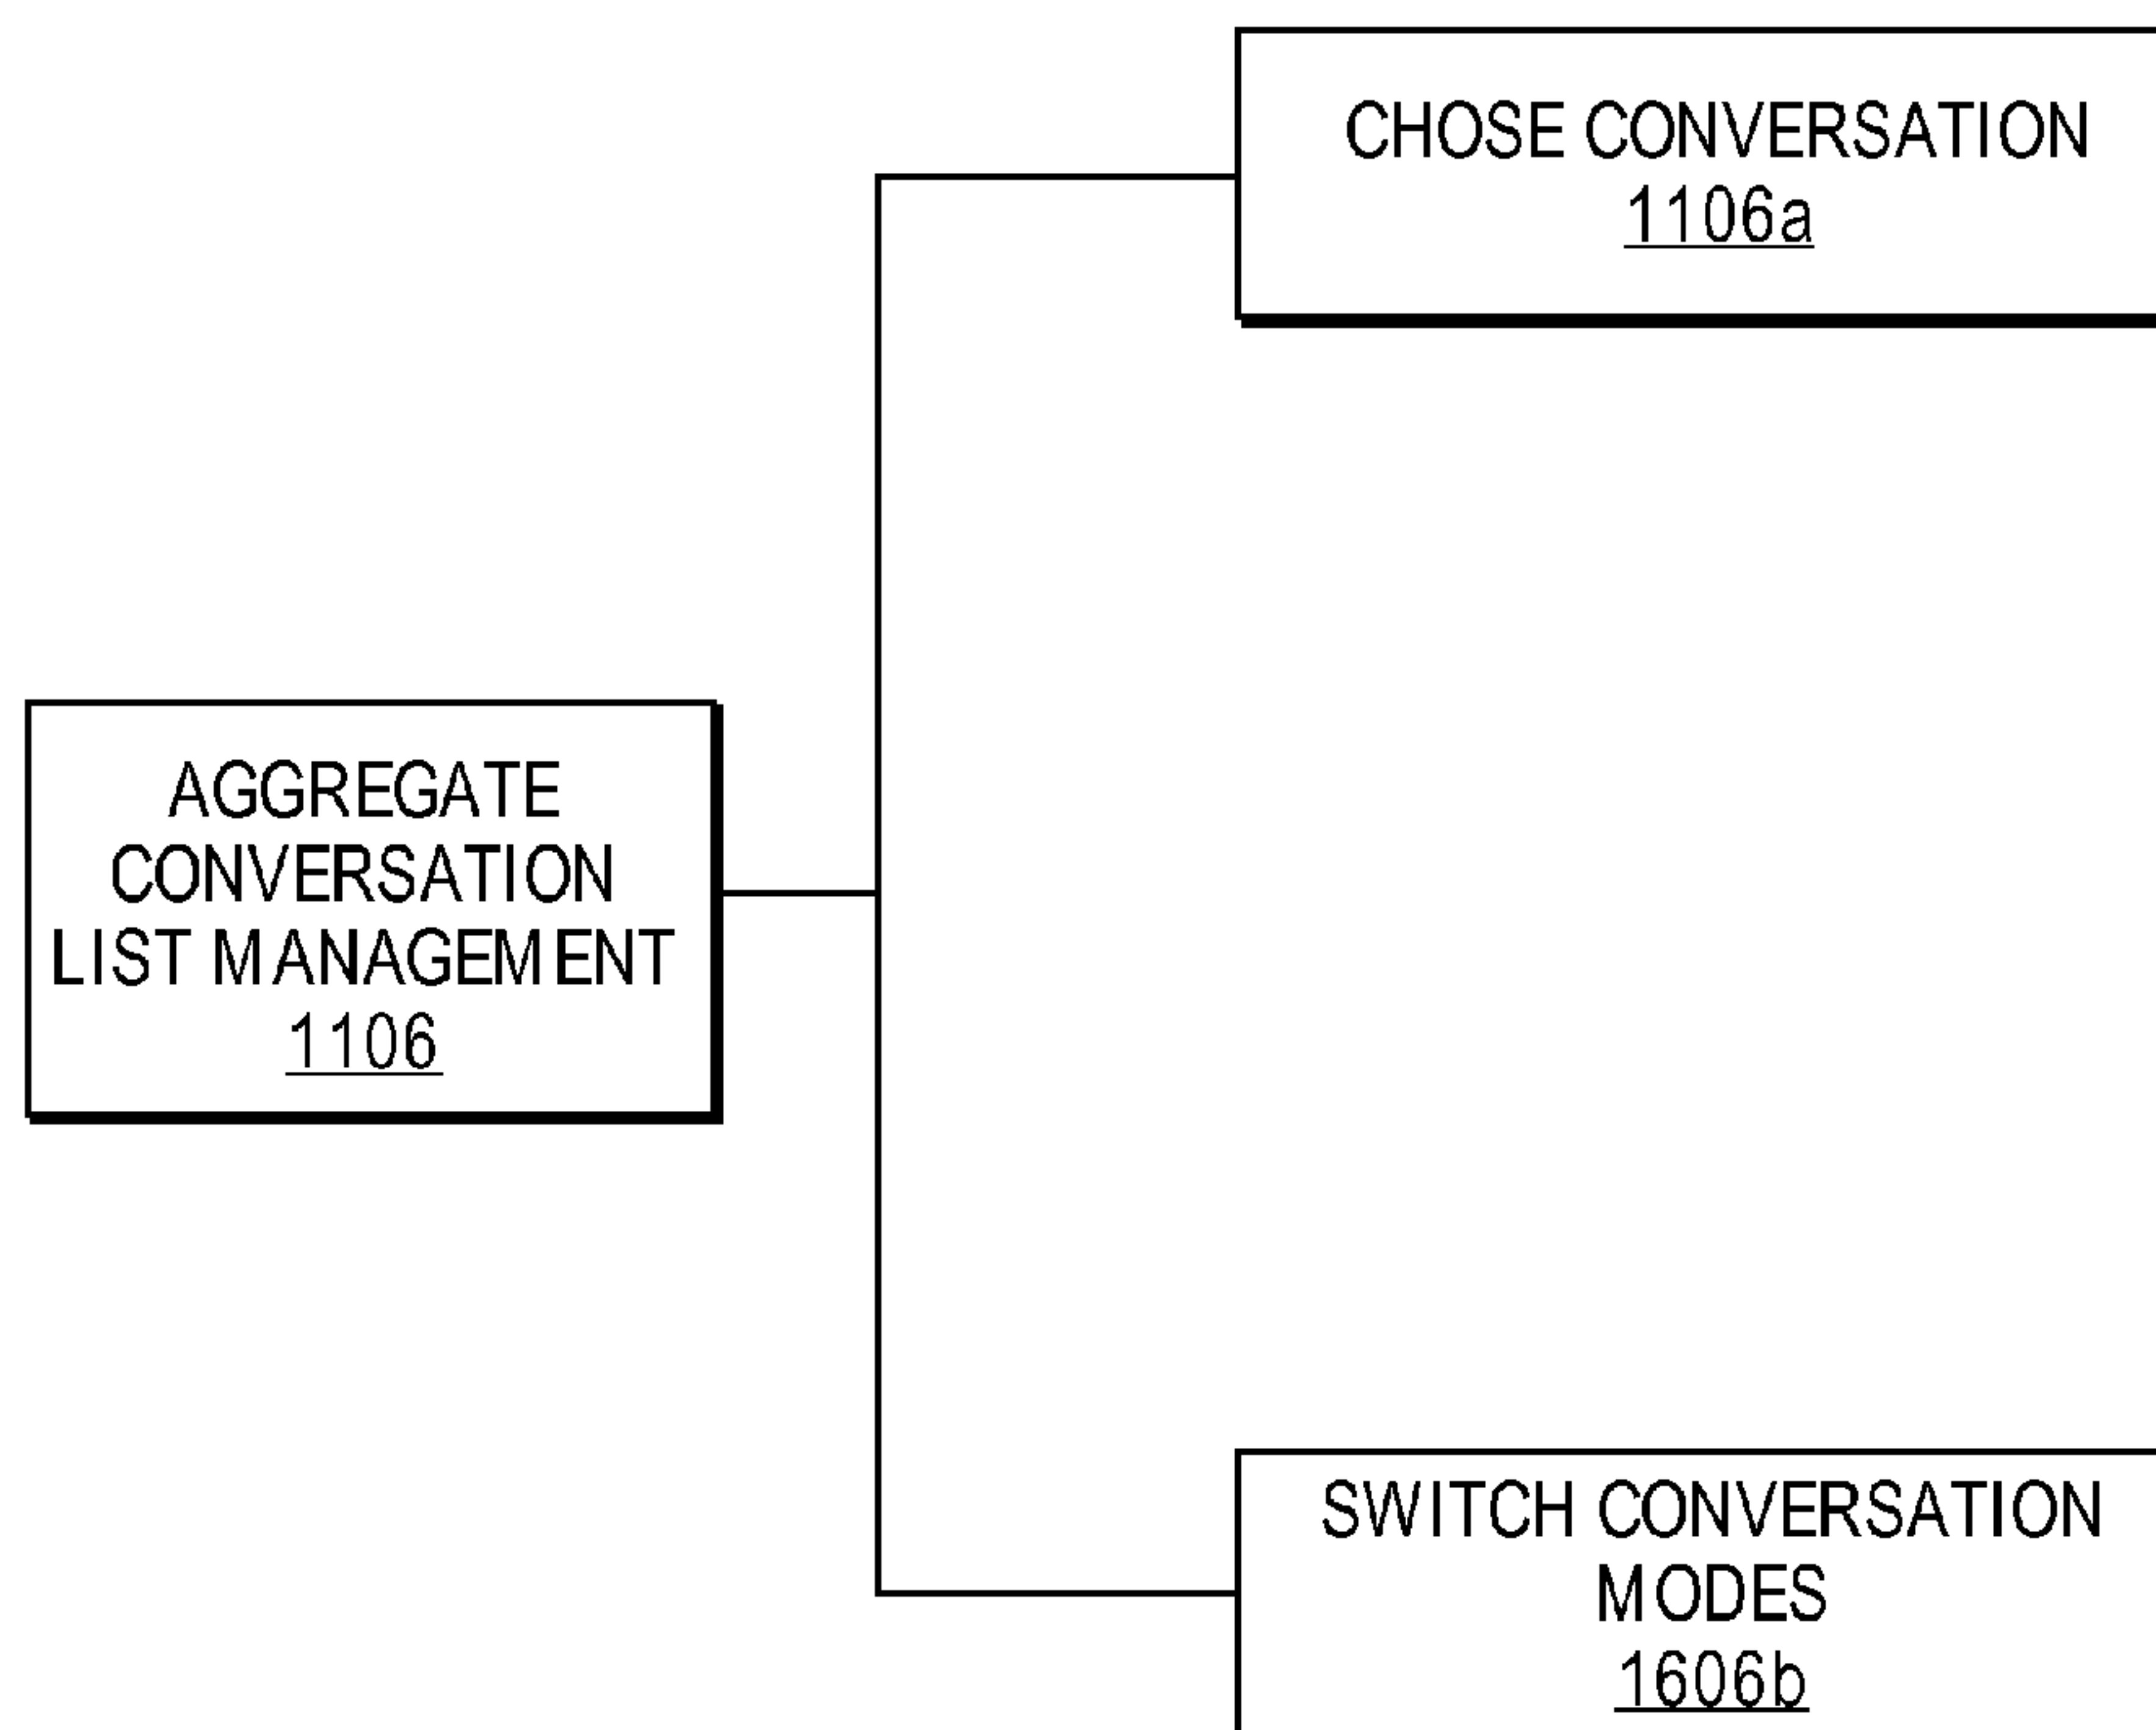 CHOSE CONVERSATION
1106a
AGGREGATE
CONVERSATION
LIST MANAGEMENT
1106
SWITCH CONVERSATION
MODES
1606b